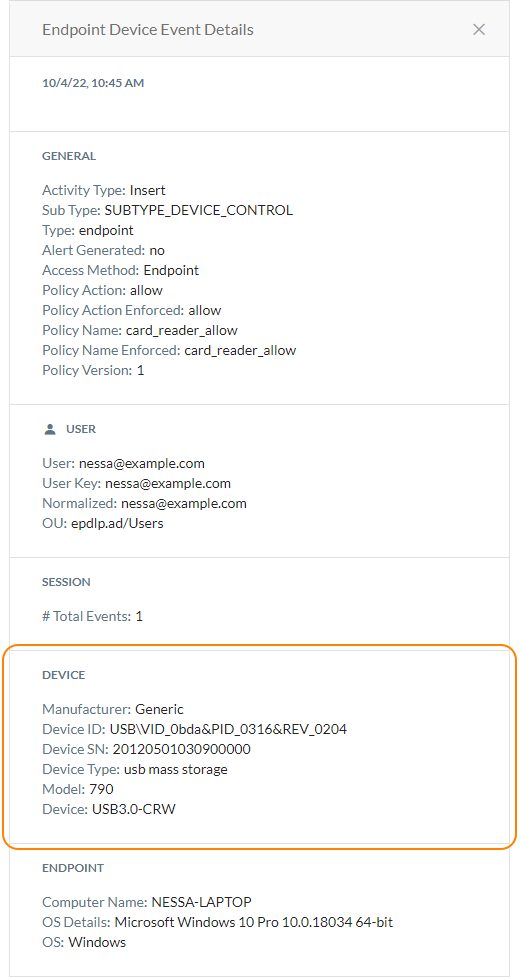 Endpoint Device Event Details
10/4/22, 10:45 AM
GENERAL
Activity Type: Insert
Sub Type: SUBTYPE_DEVICE_CONTROL
Type: endpoint
Alert Generated: no
Access Method: Endpoint
Policy Action: allow
Policy Action Enforced: allow
Policy Name: card_reader_allow
Policy Name Enforced: card_reader_allow
Policy Version: 1
USER
User: nessa@example.com
User Key: nessa@example.com
Normalized: nessa@example.com
OU: epdlp.ad/Users
SESSION
# Total Events: 1
DEVICE
Manufacturer: Generic
Device ID: USB\VID_0bda&PID_0316&REV_0204
Device SN: 20120501030900000
Device Type: usb mass storage
Model: 790
Device: USB3.0-CRW
ENDPOINT
Computer Name: NESSA-LAPTOP
OS Details: Microsoft Windows 10 Pro 10.0.18034 64-bit
OS: Windows